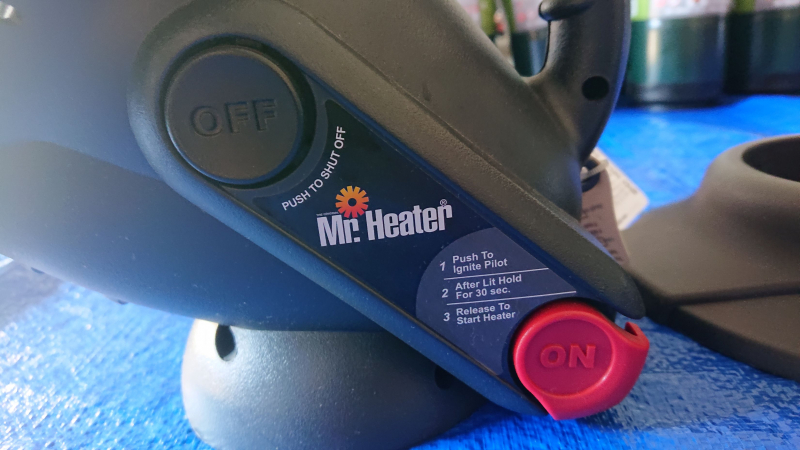 OFF
PUSH TO SHUT OFF
Mr. Heater®
1 Push To
Ignite Pilot
2 After Lit Hold
For 30 sec.
3 Release To
Start Heater
ON